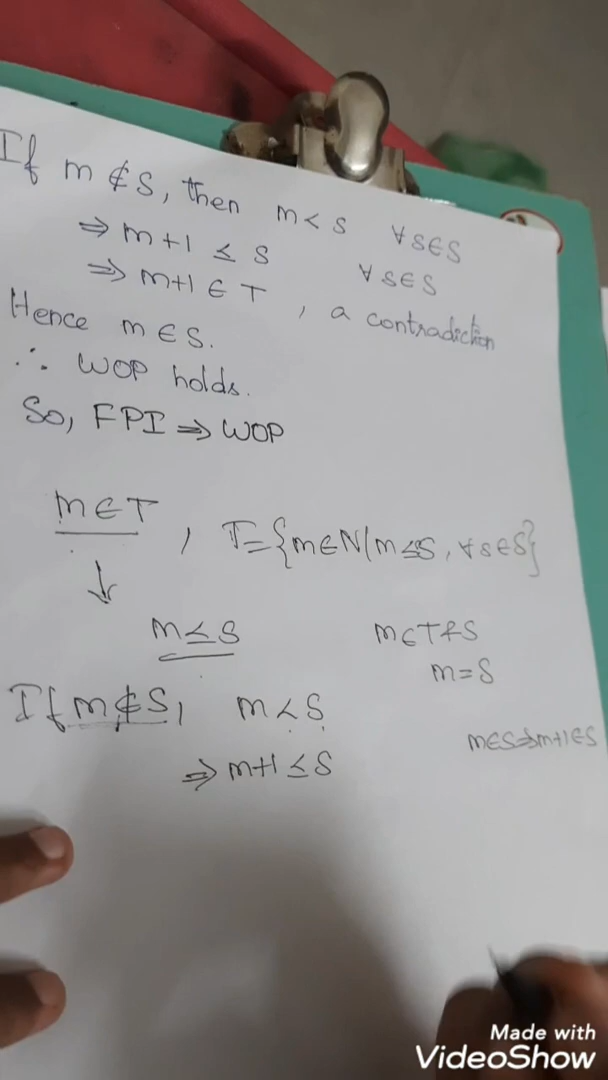 If m ∉ S, then m < s ∀ s∈S
⇒ m+1 ≤ s ∀ s∈S
⇒ m+1 ∈ T , a contradiction
Hence m ∈ S.
∴ WOP holds.
So, FPI ⇒ WOP
m∈T , T={m∈N/m≤s, ∀s∈S}
↓
m≤s m∈T&S
m=s
If m∉S, m<s
m∈S⇒m+1∈S
⇒ m+1 ≤s
Made with
VideoShow